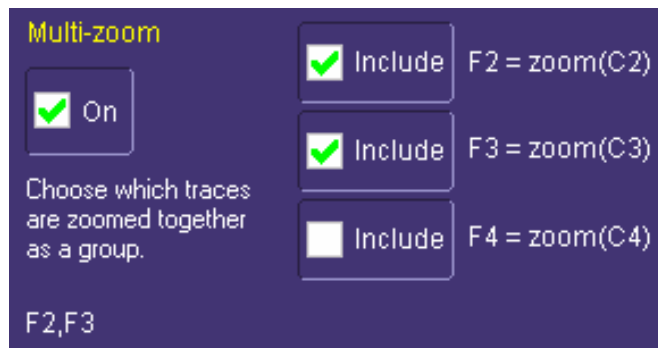 Multi-zoom
On
Choose which traces
are zoomed together
as a group.
F2,F3
Include F2 = zoom(C2)
Include F3 = zoom(C3)
Include F4 = zoom(C4)